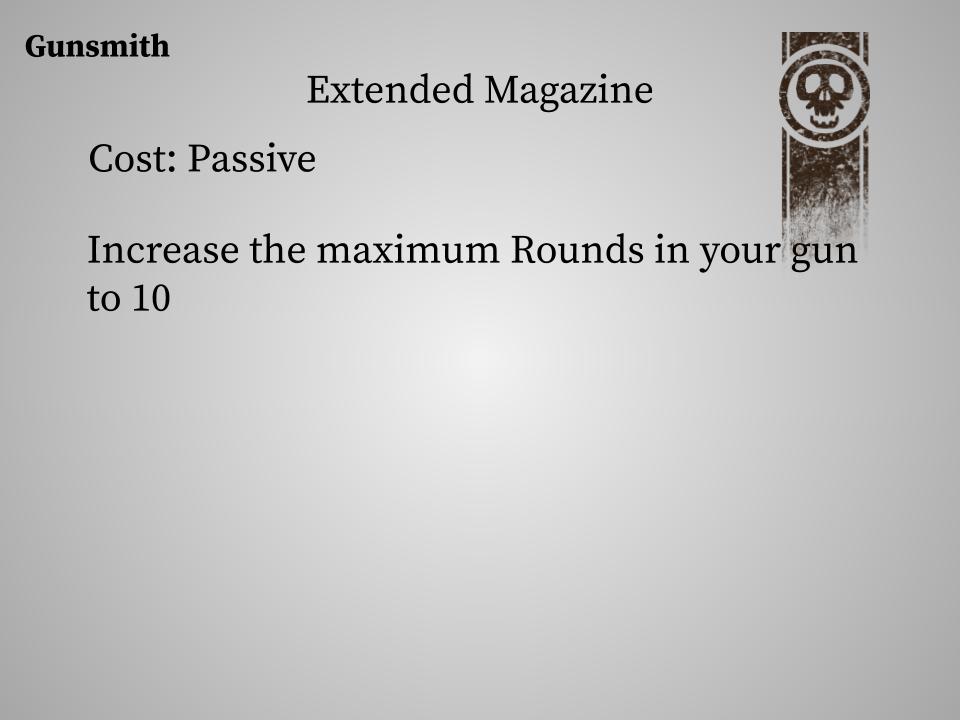 Gunsmith
Extended Magazine
Cost: Passive
Increase the maximum Rounds in your gun
to 10